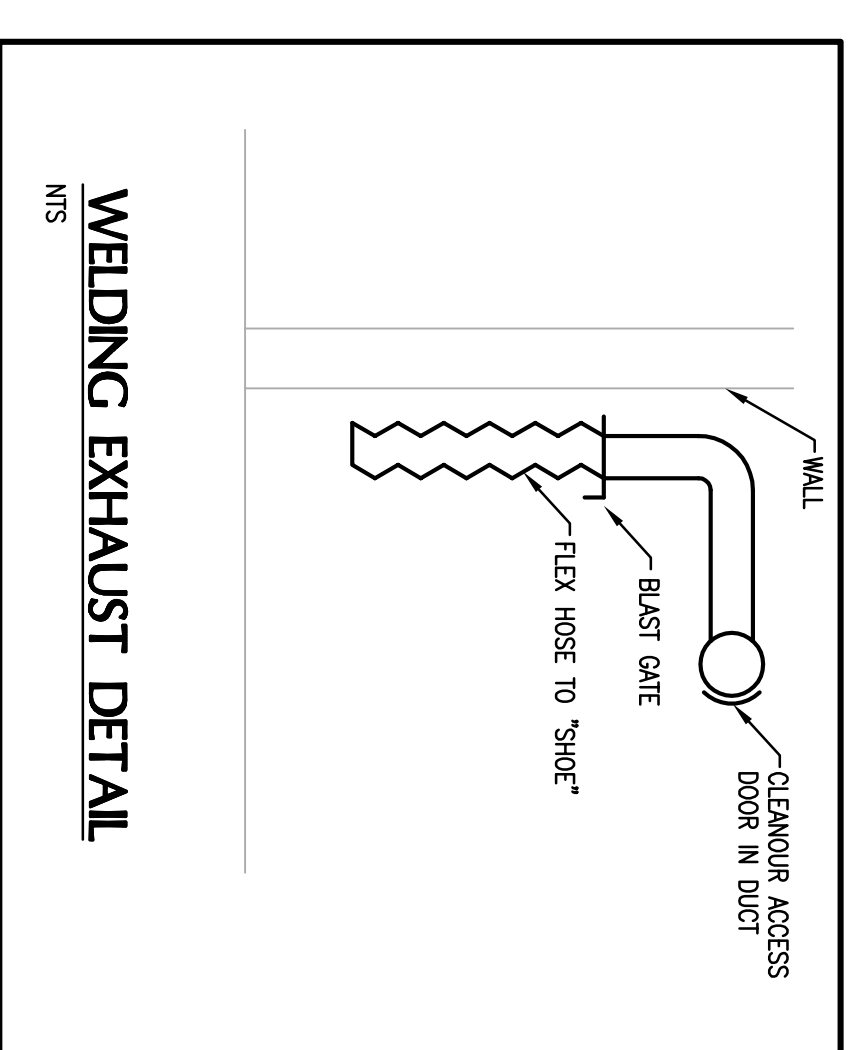 WALL
CLEANOUR ACCESS
DOOR IN DUCT
BLAST GATE
FLEX HOSE TO "SHOE"
WELDING EXHAUST DETAIL
NTS